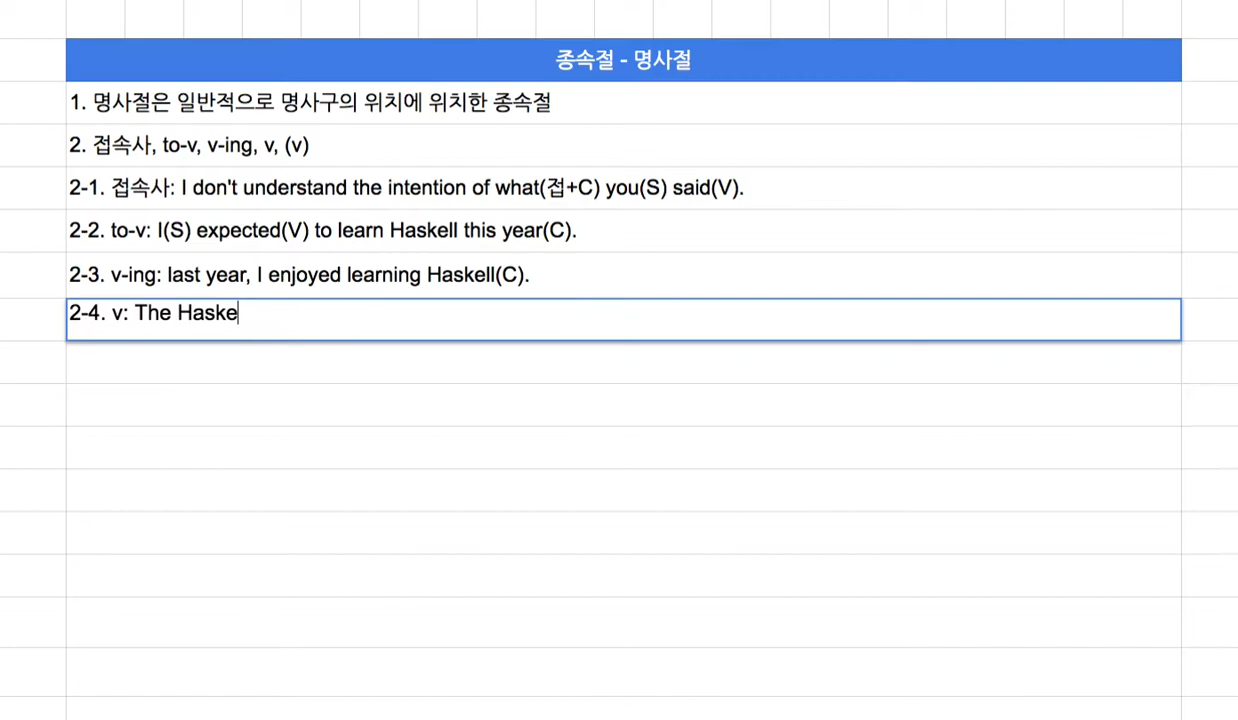 종속절 - 명사절
1. 명사절은 일반적으로 명사구의 위치에 위치한 종속절
2. 접속사, to-v, v-ing, v, (v)
2-1. 접속사: I don't understand the intention of what(접+C) you(S) said(V).
2-2. to-v: I(S) expected(V) to learn Haskell this year(C).
2-3. v-ing: last year, I enjoyed learning Haskell(C).
2-4. v: The Haske